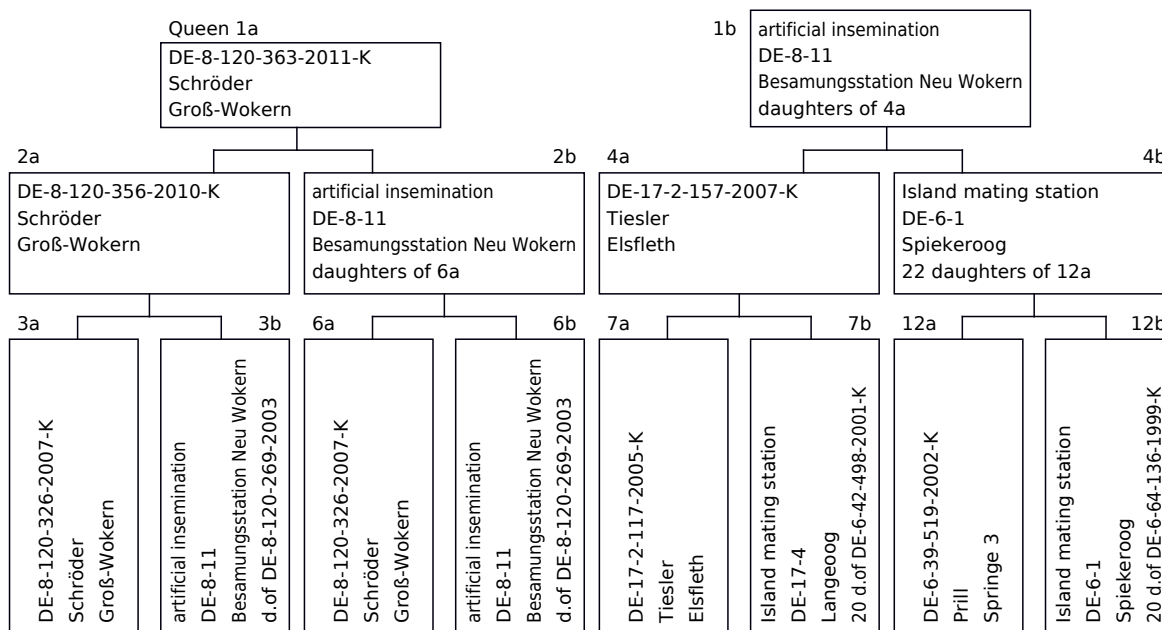 Queen 1a
DE-8-120-363-2011-K
Schröder
Groß-Wokern
1b
artificial insemination
DE-8-11
Besamungsstation Neu Wokern
daughters of 4a
2a
DE-8-120-356-2010-K
Schröder
Groß-Wokern
2b
artificial insemination
DE-8-11
Besamungsstation Neu Wokern
daughters of 6a
4a
DE-17-2-157-2007-K
Tiesler
Elsfleth
4b
Island mating station
DE-6-1
Spiekeroog
22 daughters of 12a
3a
DE-8-120-326-2007-K
Schröder
Groß-Wokern
3b
artificial insemination
DE-8-11
Besamungsstation Neu Wokern
d.of DE-8-120-269-2003
6a
DE-8-120-326-2007-K
Schröder
Groß-Wokern
6b
artificial insemination
DE-8-11
Besamungsstation Neu Wokern
d.of DE-8-120-269-2003
7a
DE-17-2-117-2005-K
Tiesler
Elsfleth
7b
Island mating station
DE-17-4
Langeoog
20 d.of DE-6-42-498-2001-K
12a
DE-6-39-519-2002-K
Prill
Springe 3
12b
Island mating station
DE-6-1
Spiekeroog
20 d.of DE-6-64-136-1999-K